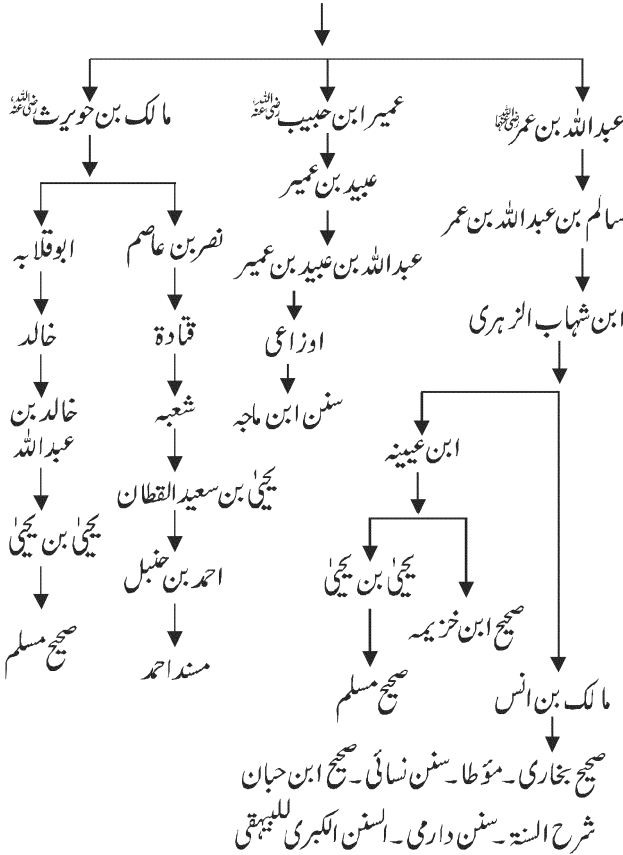 عبداللہ بن عمر رضی اللہ عنہما
عمیر ابن حبیب رضی اللہ عنہ
مالک بن حویرث رضی اللہ عنہ
سالم بن عبداللہ بن عمر
عبید بن عمیر
نصر بن عاصم
ابوقلابہ
ابن شہاب الزہری
عبداللہ بن عبید بن عمیر
قتادۃ
خالد
اوزاعی
شعبہ
خالد بن
عبداللہ
سنن ابن ماجہ
ابن عیینہ
یحییٰ بن سعید القطان
یحییٰ بن یحییٰ
یحییٰ بن یحییٰ
احمد بن حنبل
صحیح ابن خزیمہ
صحیح مسلم
مسند احمد
صحیح مسلم
مالک بن انس
صحیح بخاری۔ مؤطا۔ سنن نسائی۔ صحیح ابن حبان
شرح السنۃ۔ سنن دارمی۔ السنن الکبری للبیہقی